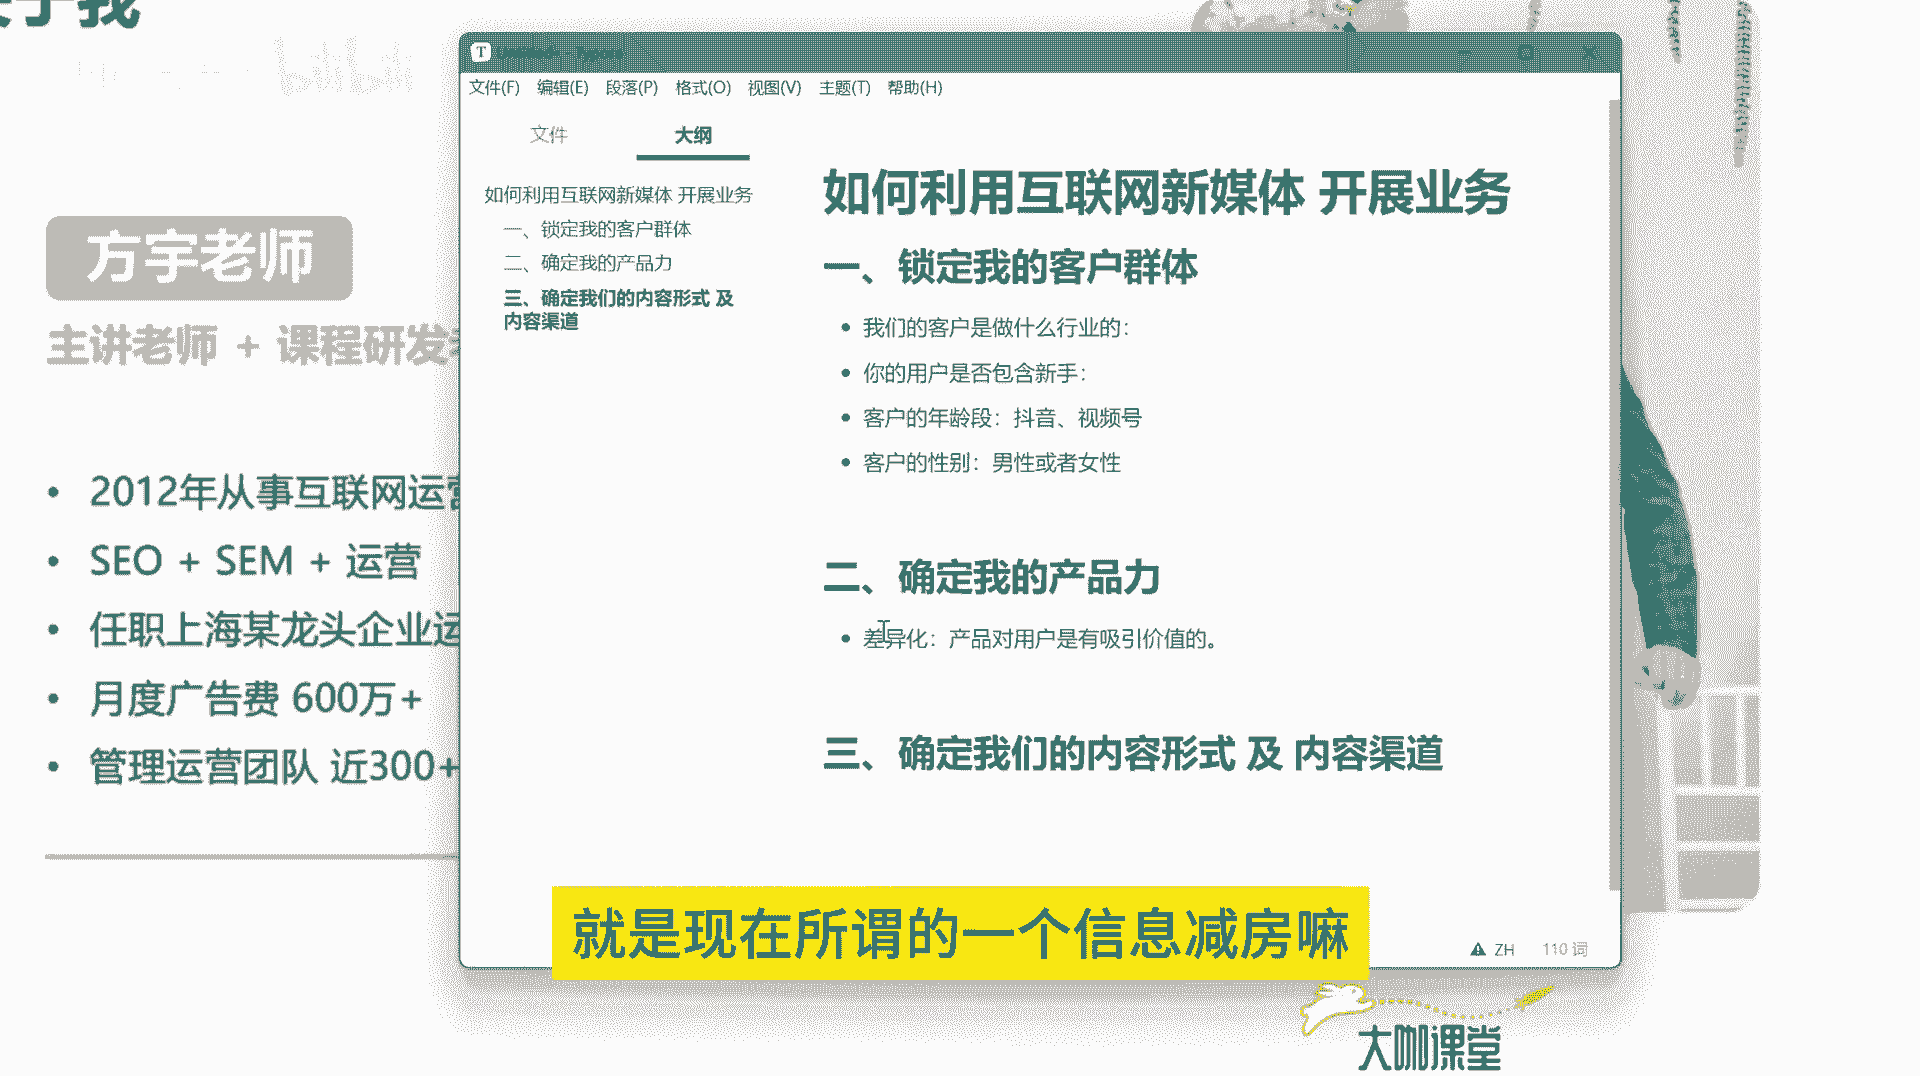 于我
bilibili
方宇老师
主讲老师 + 课程研发
• 2012年从事互联网运营
• SEO + SEM + 运营
• 任职上海某龙头企业运
• 月度广告费 600万+
• 管理运营团队 近300+
文件(F) 编辑(E) 段落(P) 格式(O) 视图(V) 主题(T) 帮助(H)
文件 大纲
如何利用互联网新媒体 开展业务
一、锁定我的客户群体
二、确定我的产品力
三、确定我们的内容形式 及
内容渠道
如何利用互联网新媒体 开展业务
一、锁定我的客户群体
• 我们的客户是做什么行业的：
• 你的用户是否包含新手：
• 客户的年龄段：抖音、视频号
• 客户的性别：男性或者女性
二、确定我的产品力
• 差异化：产品对用户是有吸引价值的。
三、确定我们的内容形式 及 内容渠道
ZH 110 词
就是现在所谓的一个信息减房嘛
大咖课堂